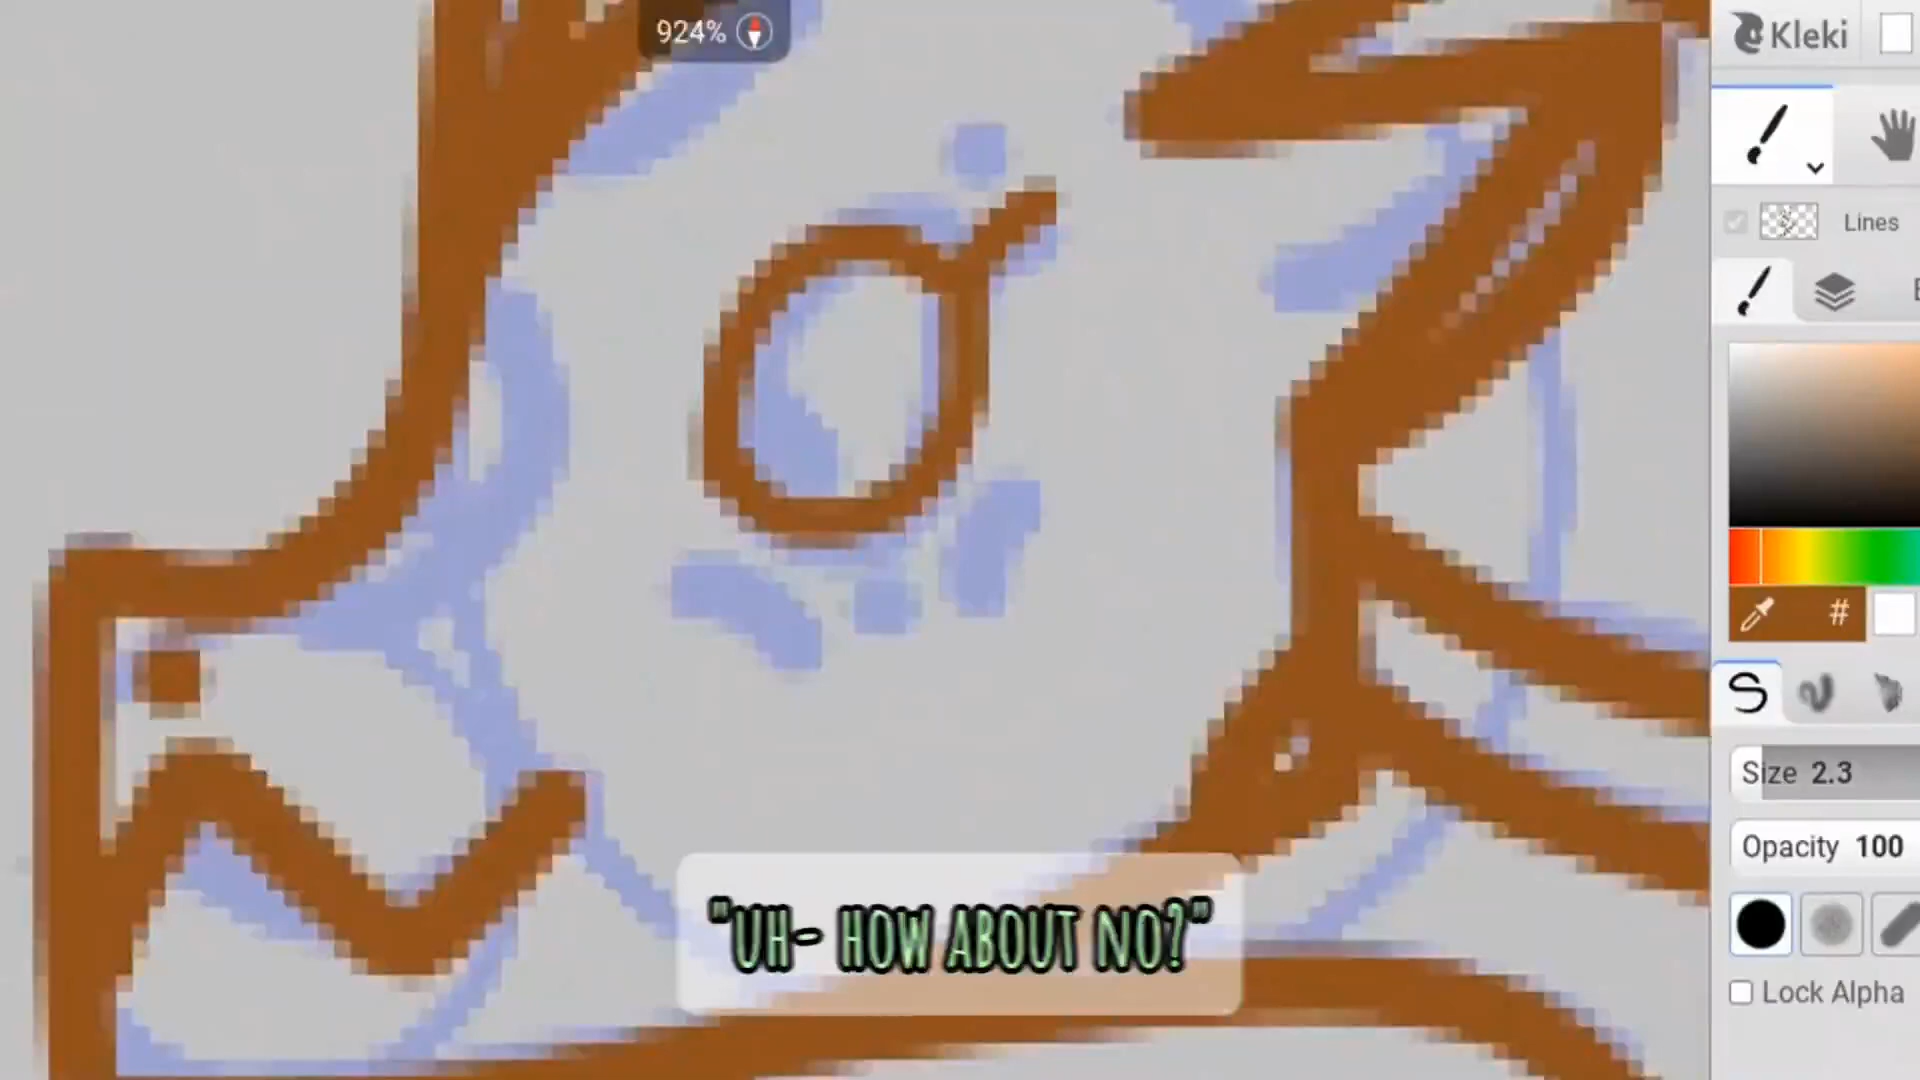 924%
Kleki
Lines
#
Size 2.3
Opacity 100
Lock Alpha
"UH- HOW ABOUT NO?"